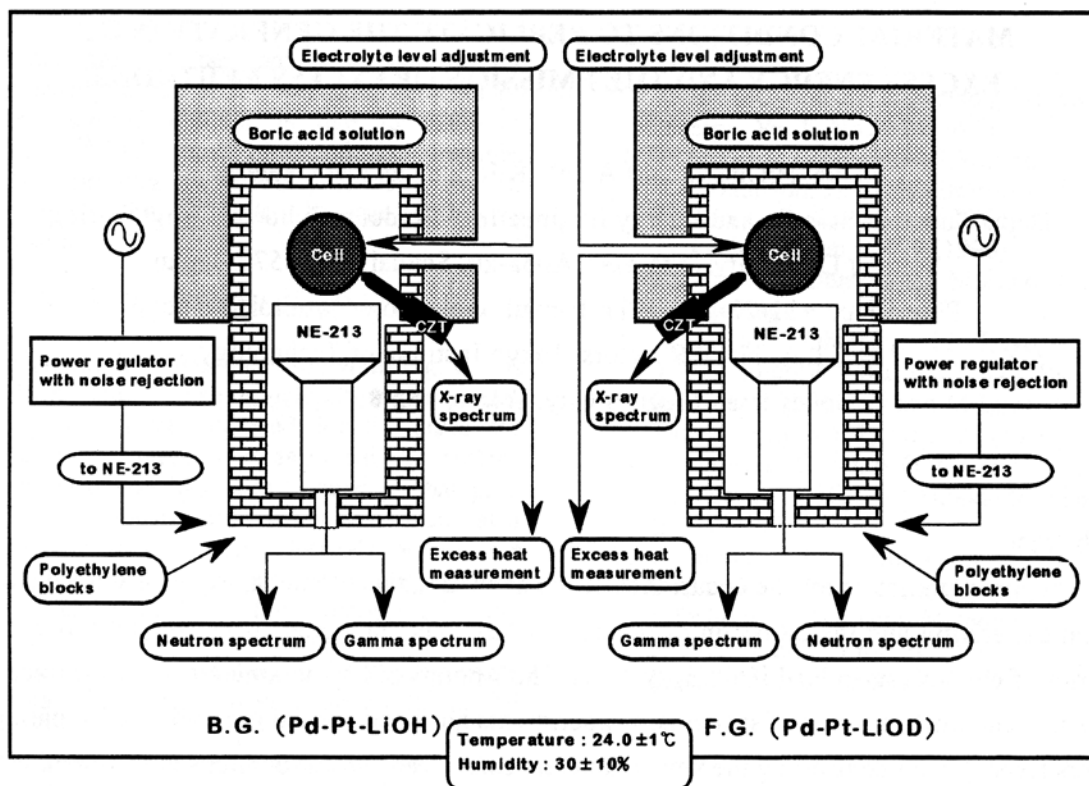 Electrolyte level adjustment
Electrolyte level adjustment
Boric acid solution
Boric acid solution
Cell
Cell
CZT
CZT
NE-213
NE-213
Power regulator
with noise rejection
X-ray
spectrum
X-ray
spectrum
Power regulator
with noise rejection
to NE-213
to NE-213
Polyethylene
blocks
Excess heat
measurement
Excess heat
measurement
Polyethylene
blocks
Neutron spectrum
Gamma spectrum
Gamma spectrum
Neutron spectrum
B.G. (Pd-Pt-LiOH)
F.G. (Pd-Pt-LiOD)
Temperature : 24.0±1℃
Humidity : 30±10%